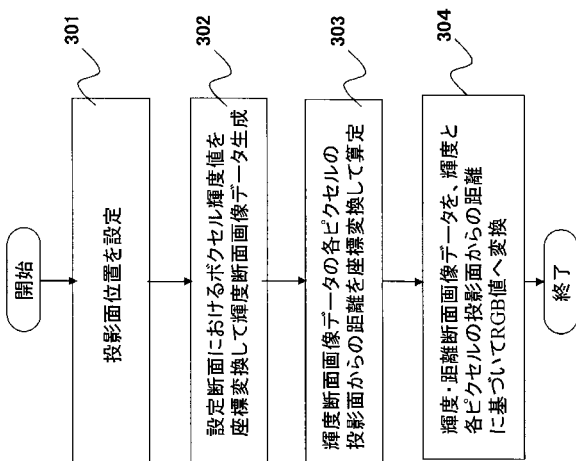 開始
投影面位置を設定
301
設定断面におけるボクセル輝度値を
座標変換して輝度断面画像データ生成
302
輝度断面画像データの各ピクセルの
投影面からの距離を座標変換して算定
303
輝度・距離断面画像データを、輝度と
各ピクセルの投影面からの距離
に基づいてRGB値へ変換
304
終了